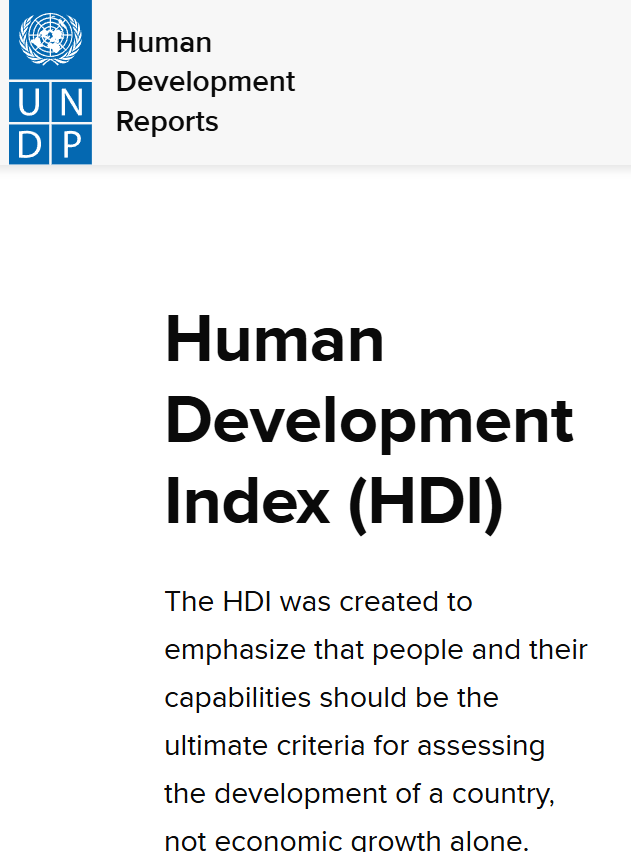 Human
Development
Reports
U N
D P
Human
Development
Index (HDI)
The HDI was created to
emphasize that people and their
capabilities should be the
ultimate criteria for assessing
the development of a country,
not economic growth alone.